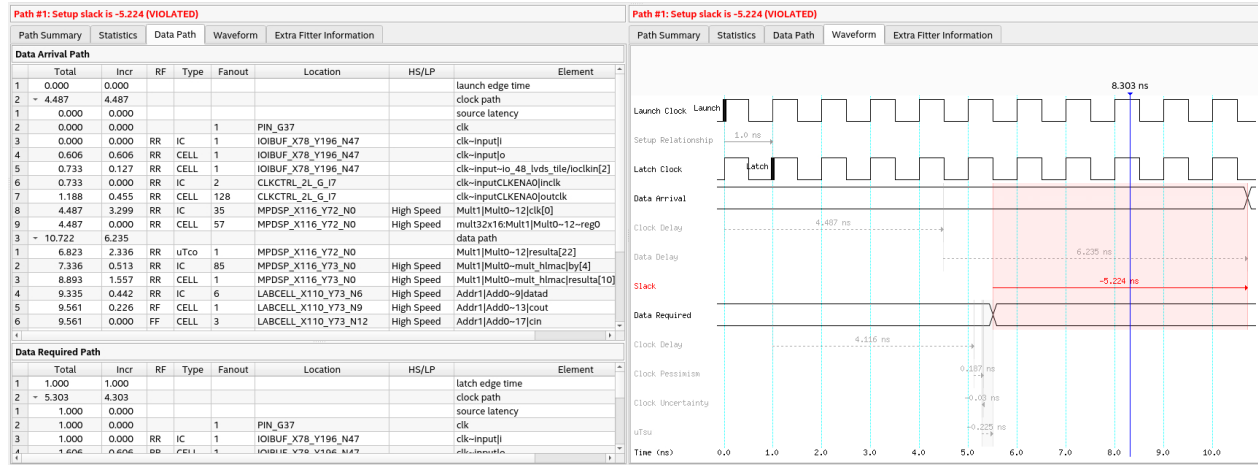 Path #1: Setup slack is -5.224 (VIOLATED)
Path Summary Statistics Data Path Waveform Extra Fitter Information
Data Arrival Path
Total Incr RF Type Fanout Location HS/LP Element
1 0.000 0.000 launch edge time
2 4.487 4.487 clock path
1 0.000 0.000 source latency
2 0.000 0.000 1 PIN_G37 clk
3 0.000 0.000 RR IC 1 IOIBUF_X78_Y196_N47 clk~input|i
4 0.606 0.606 RR CELL 1 IOIBUF_X78_Y196_N47 clk~input|o
5 0.733 0.127 RR CELL 1 IOIBUF_X78_Y196_N47 clk~input~io_48_lvds_tile/ioclkin[2]
6 0.733 0.000 RR IC 2 CLKCTRL_2L_G_I7 clk~inputCLKENA0|inclk
7 1.188 0.455 RR CELL 128 CLKCTRL_2L_G_I7 clk~inputCLKENA0|outclk
8 4.487 3.299 RR IC 35 MPDSP_X116_Y72_N0 High Speed Mult1|Mult0~12|clk[0]
9 4.487 0.000 RR CELL 57 MPDSP_X116_Y72_N0 High Speed mult32x16:Mult1|Mult0~12~reg0
3 10.722 6.235 data path
1 6.823 2.336 RR uTco 1 MPDSP_X116_Y72_N0 Mult1|Mult0~12|resulta[22]
2 7.336 0.513 RR IC 85 MPDSP_X116_Y73_N0 High Speed Mult1|Mult0~mult_hlmac|by[4]
3 8.893 1.557 RR CELL 1 MPDSP_X116_Y73_N0 High Speed Mult1|Mult0~mult_hlmac|resulta[10]
4 9.335 0.442 RR IC 6 LABCELL_X110_Y73_N6 High Speed Addr1|Add0~9|datad
5 9.561 0.226 RF CELL 1 LABCELL_X110_Y73_N9 High Speed Addr1|Add0~13|cout
6 9.561 0.000 FF CELL 3 LABCELL_X110_Y73_N12 High Speed Addr1|Add0~17|cin
Data Required Path
Total Incr RF Type Fanout Location HS/LP Element
1 1.000 1.000 latch edge time
2 5.303 4.303 clock path
1 1.000 0.000 source latency
2 1.000 0.000 1 PIN_G37 clk
3 1.000 0.000 RR IC 1 IOIBUF_X78_Y196_N47 clk~input|i
4 1.606 0.606 RR CELL 1 IOIBUF_X78_Y196_N47 clk~input|o
Path #1: Setup slack is -5.224 (VIOLATED)
Path Summary Statistics Data Path Waveform Extra Fitter Information
8.303 ns
Launch Clock Launch
Setup Relationship 1.0 ns
Latch Clock Latch
Data Arrival
Clock Delay 4.487 ns
Data Delay 6.235 ns
Slack -5.224 ns
Data Required
Clock Delay 4.116 ns
Clock Pessimism 0.187 ns
Clock Uncertainty -0.03 ns
uTsu -0.225 ns
Time (ns) 0.0 1.0 2.0 3.0 4.0 5.0 6.0 7.0 8.0 9.0 10.0